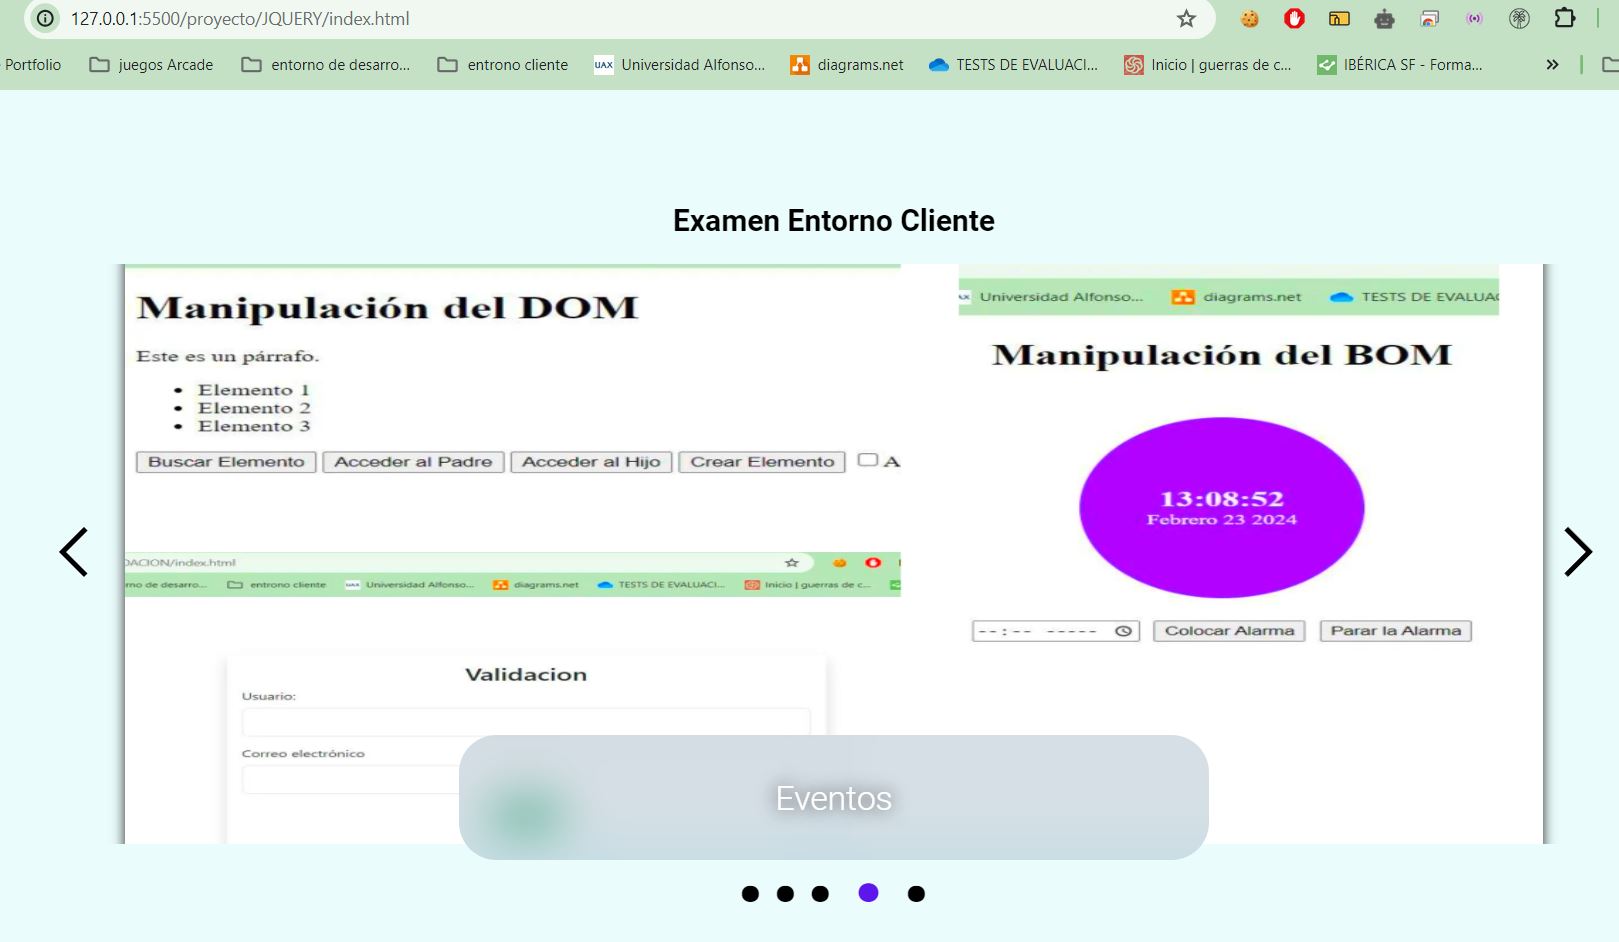 127.0.0.1:5500/proyecto/JQUERY/index.html
Portfolio juegos Arcade entorno de desarro... entrono cliente UAX Universidad Alfonso... diagrams.net TESTS DE EVALUACI... Inicio | guerras de c... IBÉRICA SF - Forma... »
Examen Entorno Cliente
Manipulación del DOM
Este es un párrafo.
• Elemento 1
• Elemento 2
• Elemento 3
Buscar Elemento Acceder al Padre Acceder al Hijo Crear Elemento A
Universidad Alfonso... diagrams.net TESTS DE EVALUAC
Manipulación del BOM
13:08:52
Febrero 23 2024
--:-- ----- Colocar Alarma Parar la Alarma
DACION/index.html
rno de desarro... entrono cliente UAX Universidad Alfonso... diagrams.net TESTS DE EVALUACI... Inicio | guerras de c...
Validacion
Usuario:
Correo electrónico
Eventos